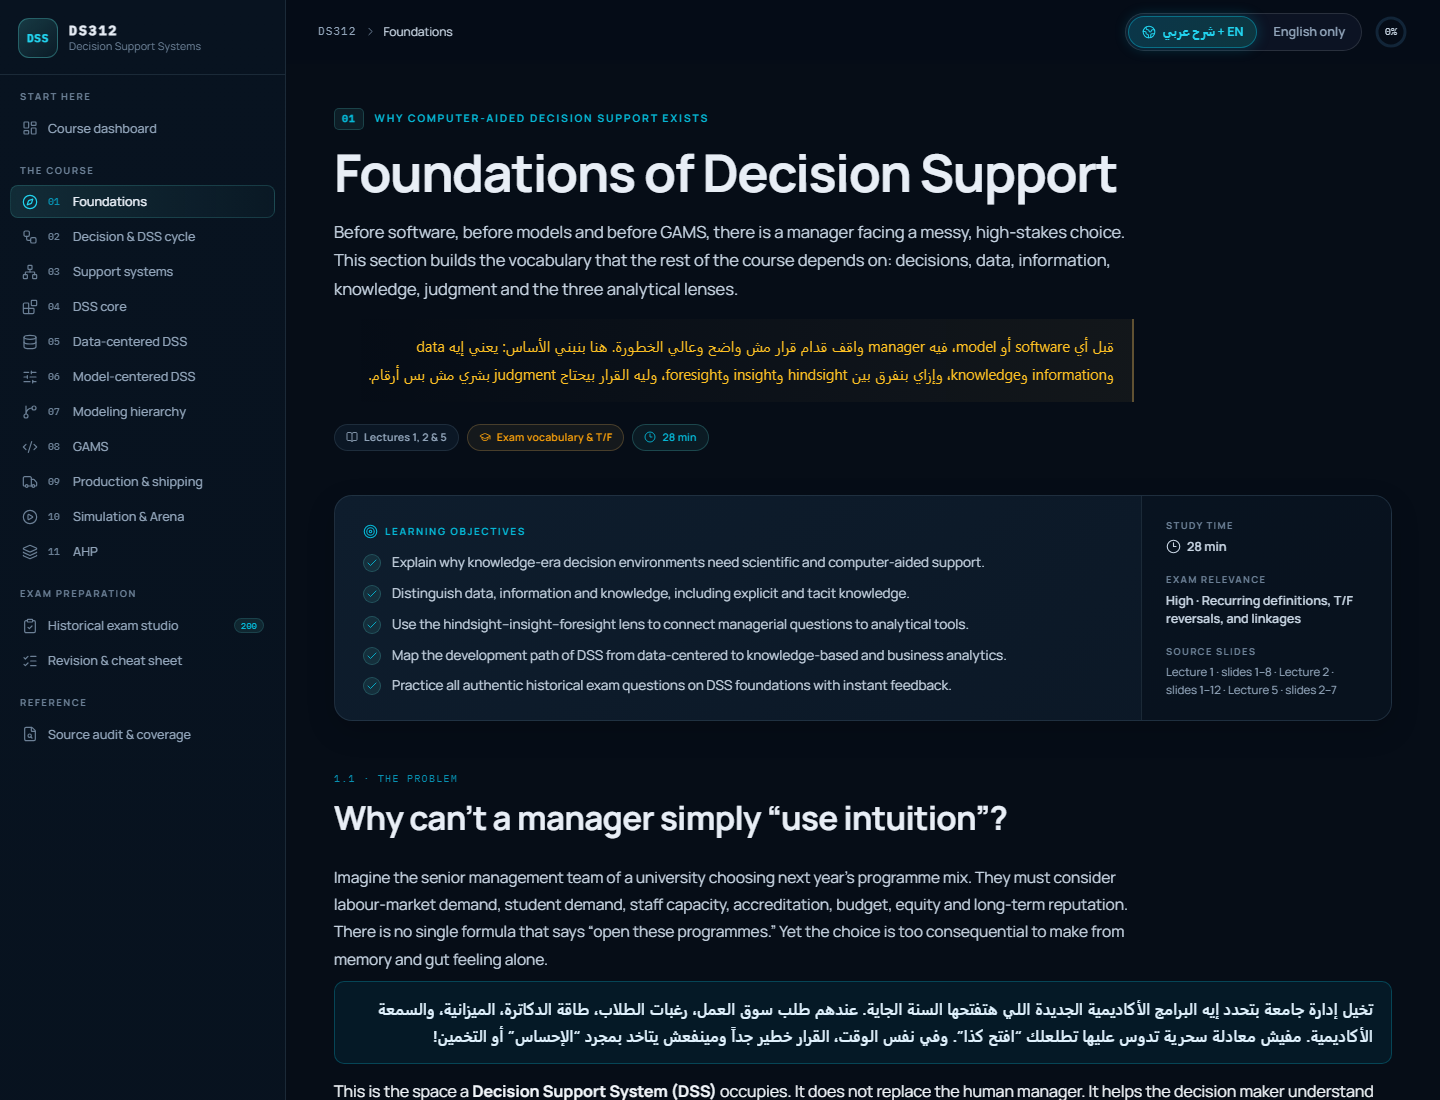 DSS
DS312
Decision Support Systems
START HERE
Course dashboard
THE COURSE
01 Foundations
02 Decision & DSS cycle
03 Support systems
04 DSS core
05 Data-centered DSS
06 Model-centered DSS
07 Modeling hierarchy
08 GAMS
09 Production & shipping
10 Simulation & Arena
11 AHP
EXAM PREPARATION
Historical exam studio 200
Revision & cheat sheet
REFERENCE
Source audit & coverage
DS312 > Foundations
شرح عربي + EN
English only
0%
01 WHY COMPUTER-AIDED DECISION SUPPORT EXISTS
Foundations of Decision Support
Before software, before models and before GAMS, there is a manager facing a messy, high-stakes choice.
This section builds the vocabulary that the rest of the course depends on: decisions, data, information,
knowledge, judgment and the three analytical lenses.
قبل أي software أو model، فيه manager واقف قدام قرار مش واضح وعالي الخطورة. هنا بنبني الأساس: يعني إيه data
وinformation وknowledge، وإزاي بنفرق بين hindsight وinsight وforesight، وليه القرار بيحتاج judgment بشري مش بس أرقام.
Lectures 1, 2 & 5
Exam vocabulary & T/F
28 min
LEARNING OBJECTIVES
Explain why knowledge-era decision environments need scientific and computer-aided support.
Distinguish data, information and knowledge, including explicit and tacit knowledge.
Use the hindsight–insight–foresight lens to connect managerial questions to analytical tools.
Map the development path of DSS from data-centered to knowledge-based and business analytics.
Practice all authentic historical exam questions on DSS foundations with instant feedback.
STUDY TIME
28 min
EXAM RELEVANCE
High · Recurring definitions, T/F
reversals, and linkages
SOURCE SLIDES
Lecture 1 · slides 1–8 · Lecture 2 ·
slides 1–12 · Lecture 5 · slides 2–7
1.1 · THE PROBLEM
Why can’t a manager simply “use intuition”?
Imagine the senior management team of a university choosing next year’s programme mix. They must consider
labour-market demand, student demand, staff capacity, accreditation, budget, equity and long-term reputation.
There is no single formula that says “open these programmes.” Yet the choice is too consequential to make from
memory and gut feeling alone.
تخيل إدارة جامعة بتحدد إيه البرامج الأكاديمية الجديدة اللي هتفتحها السنة الجاية. عندهم طلب سوق العمل، رغبات الطلاب، طاقة الدكاترة، الميزانية، والسمعة
الأكاديمية. مفيش معادلة سحرية تدوس عليها تطلعلك “افتح كذا”. وفي نفس الوقت، القرار خطير جداً ومينفعش يتاخد بمجرد “الإحساس” أو التخمين!
This is the space a Decision Support System (DSS) occupies. It does not replace the human manager. It helps the decision maker understand